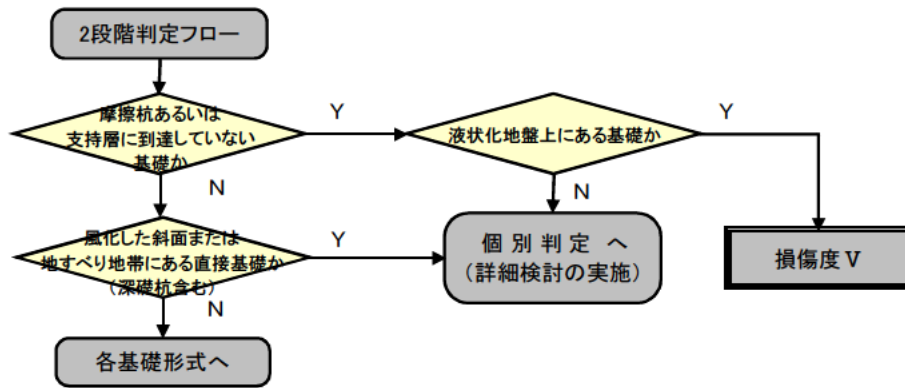 2段階判定フロー
摩擦杭あるいは
支持層に到達していない
基礎か
Y
液状化地盤上にある基礎か
Y
N
N
風化した斜面または
地すべり地帯にある直接基礎か
(深礎杭含む)
Y
個別判定へ
(詳細検討の実施)
損傷度Ⅴ
N
各基礎形式へ